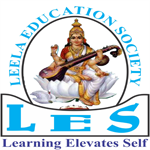 LEELA EDUCATION SOCIETY
LES
Learning Elevates Self